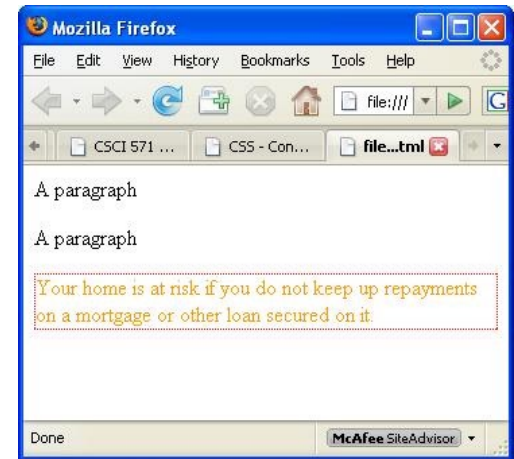 Mozilla Firefox
File Edit View History Bookmarks Tools Help
file:/// G
CSCI 571 ... CSS - Con... file...tml
A paragraph
A paragraph
Your home is at risk if you do not keep up repayments
on a mortgage or other loan secured on it.
Done McAfee SiteAdvisor